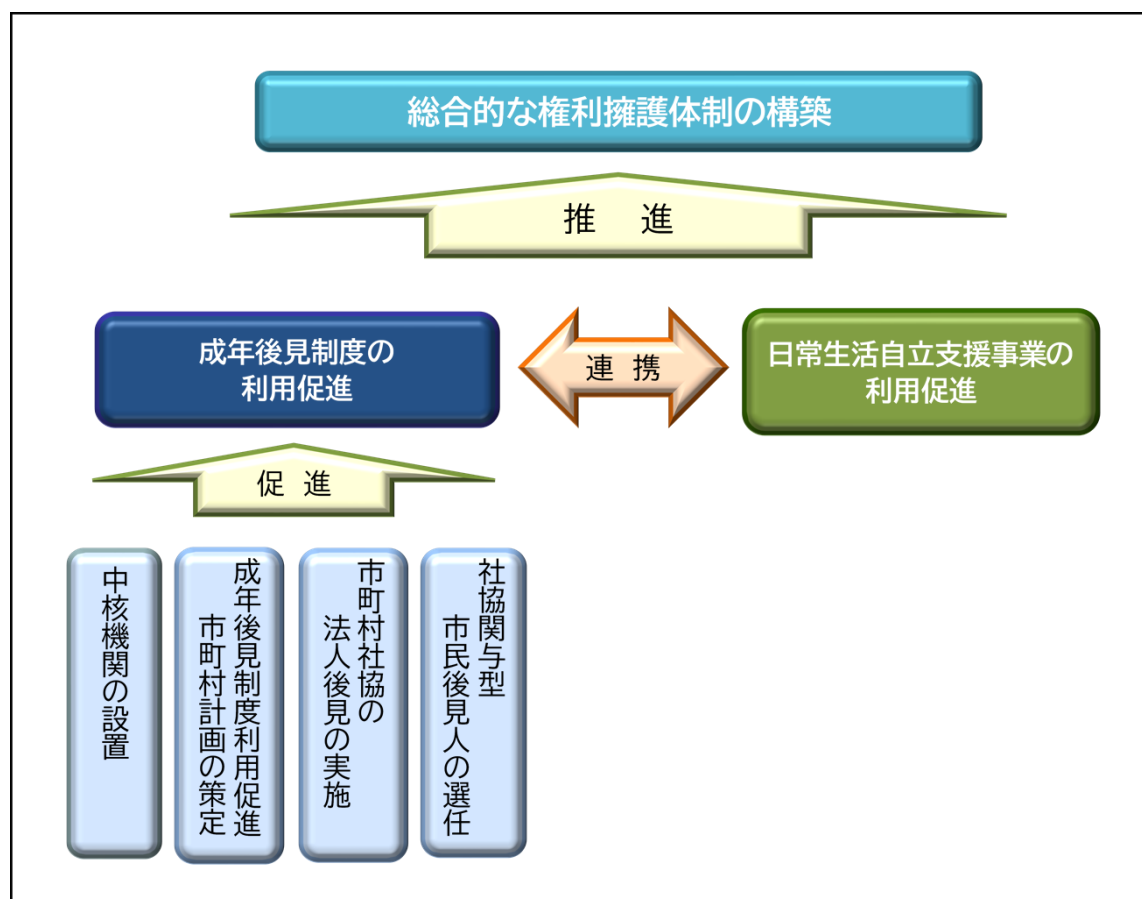 総合的な権利擁護体制の構築
推　進
成年後見制度の
利用促進
連 携
日常生活自立支援事業の
利用促進
促 進
中核機関の設置
成年後見制度利用促進
市町村計画の策定
市町村社協の
法人後見の実施
社協関与型
市民後見人の選任